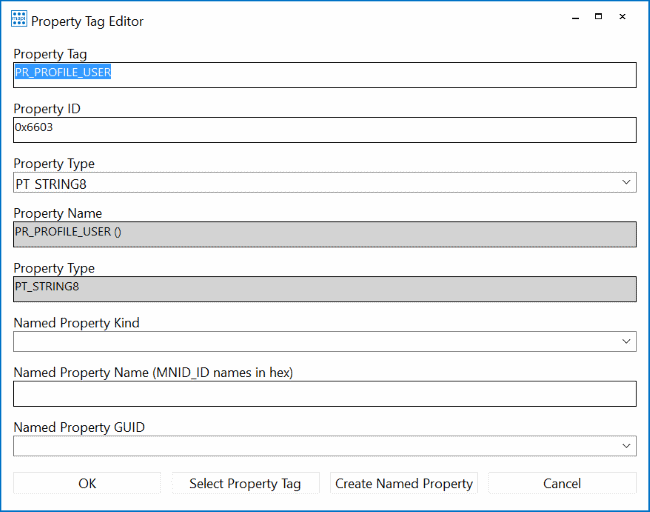 mapi
Property Tag Editor
Property Tag
PR_PROFILE_USER
Property ID
0x6603
Property Type
PT_STRING8
Property Name
PR_PROFILE_USER ()
Property Type
PT_STRING8
Named Property Kind
Named Property Name (MNID_ID names in hex)
Named Property GUID
OK Select Property Tag Create Named Property Cancel